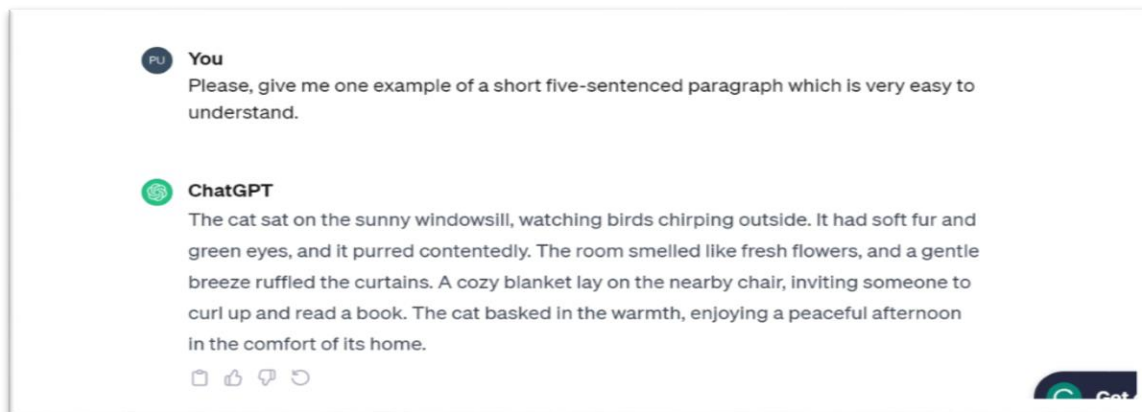 PU You
Please, give me one example of a short five-sentenced paragraph which is very easy to
understand.
ChatGPT
The cat sat on the sunny windowsill, watching birds chirping outside. It had soft fur and
green eyes, and it purred contentedly. The room smelled like fresh flowers, and a gentle
breeze ruffled the curtains. A cozy blanket lay on the nearby chair, inviting someone to
curl up and read a book. The cat basked in the warmth, enjoying a peaceful afternoon
in the comfort of its home.
Get